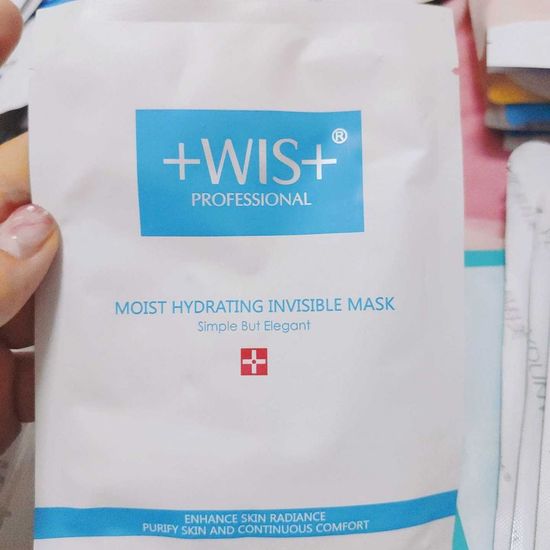 +WIS+®
PROFESSIONAL
MOIST HYDRATING INVISIBLE MASK
Simple But Elegant
ENHANCE SKIN RADIANCE
PURIFY SKIN AND CONTINUOUS COMFORT